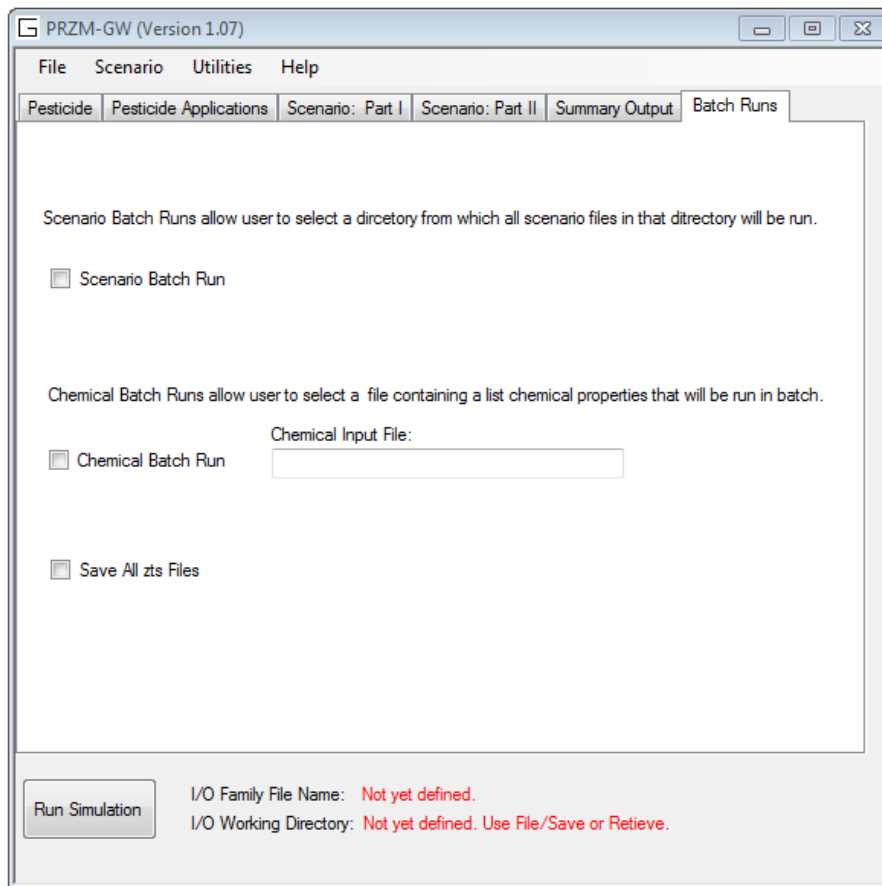 PRZM-GW (Version 1.07)
File Scenario Utilities Help
Pesticide Pesticide Applications Scenario: Part I Scenario: Part II Summary Output Batch Runs
Scenario Batch Runs allow user to select a dircetory from which all scenario files in that ditrectory will be run.
Scenario Batch Run
Chemical Batch Runs allow user to select a file containing a list chemical properties that will be run in batch.
Chemical Input File:
Chemical Batch Run
Save All zts Files
Run Simulation
I/O Family File Name: Not yet defined.
I/O Working Directory: Not yet defined. Use File/Save or Retieve.